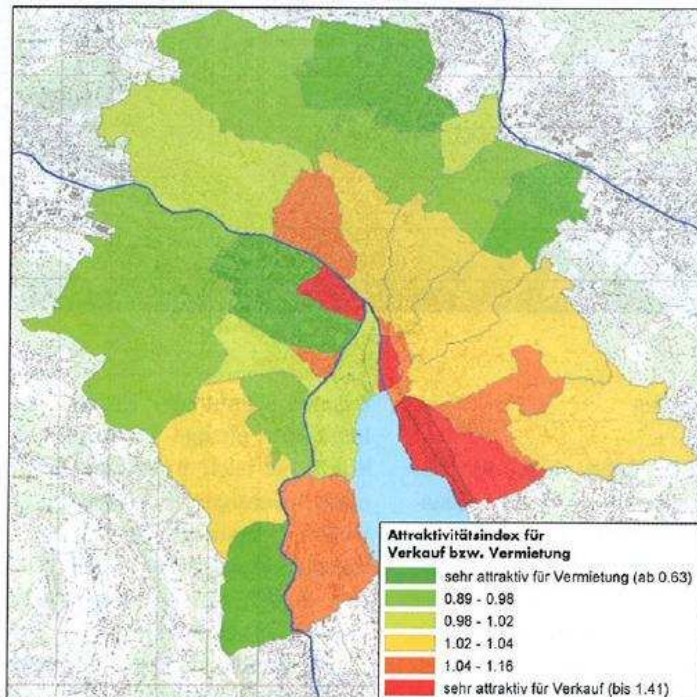 Attraktivitätsindex für
Verkauf bzw. Vermietung
sehr attraktiv für Vermietung (ab 0.63)
0.89 - 0.98
0.98 - 1.02
1.02 - 1.04
1.04 - 1.16
sehr attraktiv für Verkauf (bis 1.41)